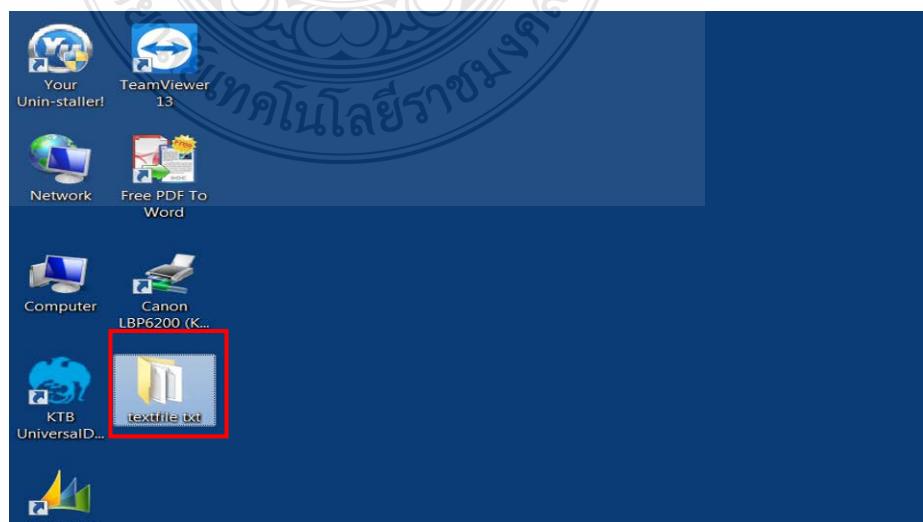 Your
Unin-staller!
TeamViewer
13
Network
Free PDF To
Word
Computer
Canon
LBP6200 (K...
KTB
UniversalD...
textfile txt